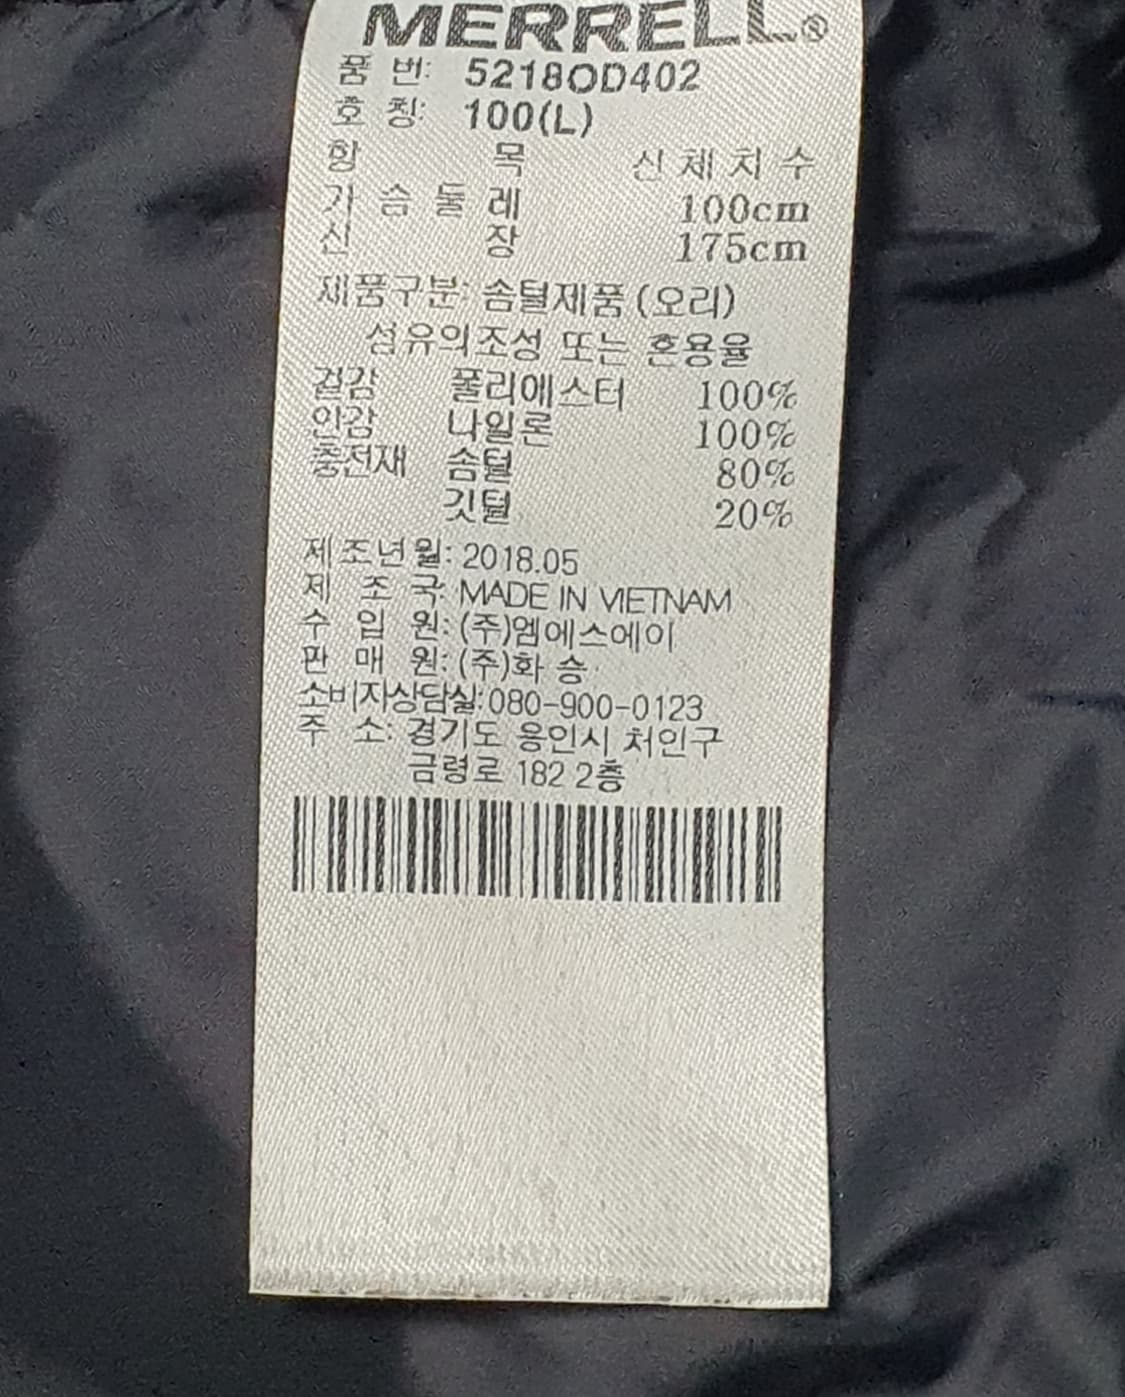 MERRELL®
품 번: 5218OD402
호 칭: 100(L)
항 목 신체치수
가슴둘레 100cm
신 장 175cm
제품구분: 솜털제품(오리)
섬유의조성 또는 혼용율
겉감 폴리에스터 100%
안감 나일론 100%
충전재 솜털 80%
깃털 20%
제조년월: 2018.05
제 조 국: MADE IN VIETNAM
수 입 원: (주)엠에스에이
판 매 원: (주)화 승
소비자상담실: 080-900-0123
주 소: 경기도 용인시 처인구
금령로 182 2층